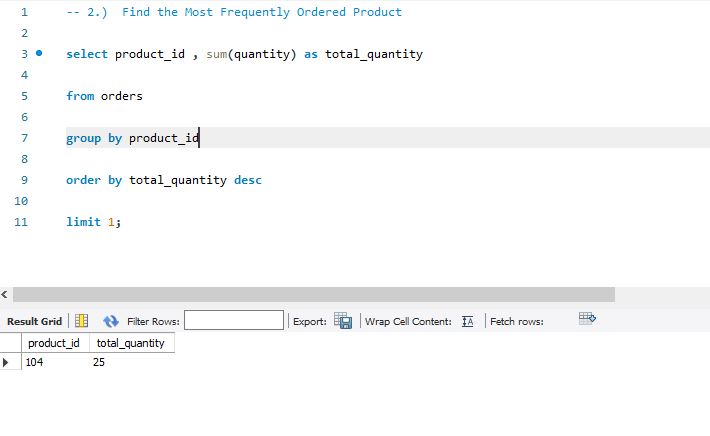 1 -- 2.) Find the Most Frequently Ordered Product
2
3 select product_id , sum(quantity) as total_quantity
4
5 from orders
6
7 group by product_id
8
9 order by total_quantity desc
10
11 limit 1;
Result Grid Filter Rows: Export: Wrap Cell Content: IA Fetch rows:
product_id total_quantity
104 25